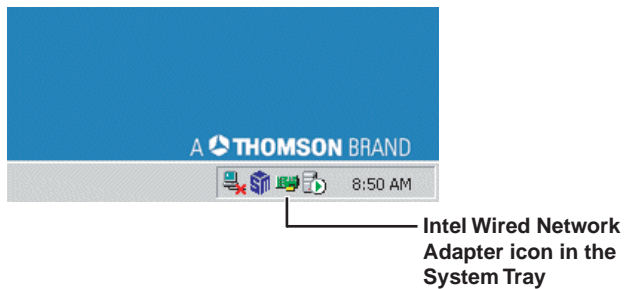 A THOMSON BRAND
8:50 AM
Intel Wired Network
Adapter icon in the
System Tray